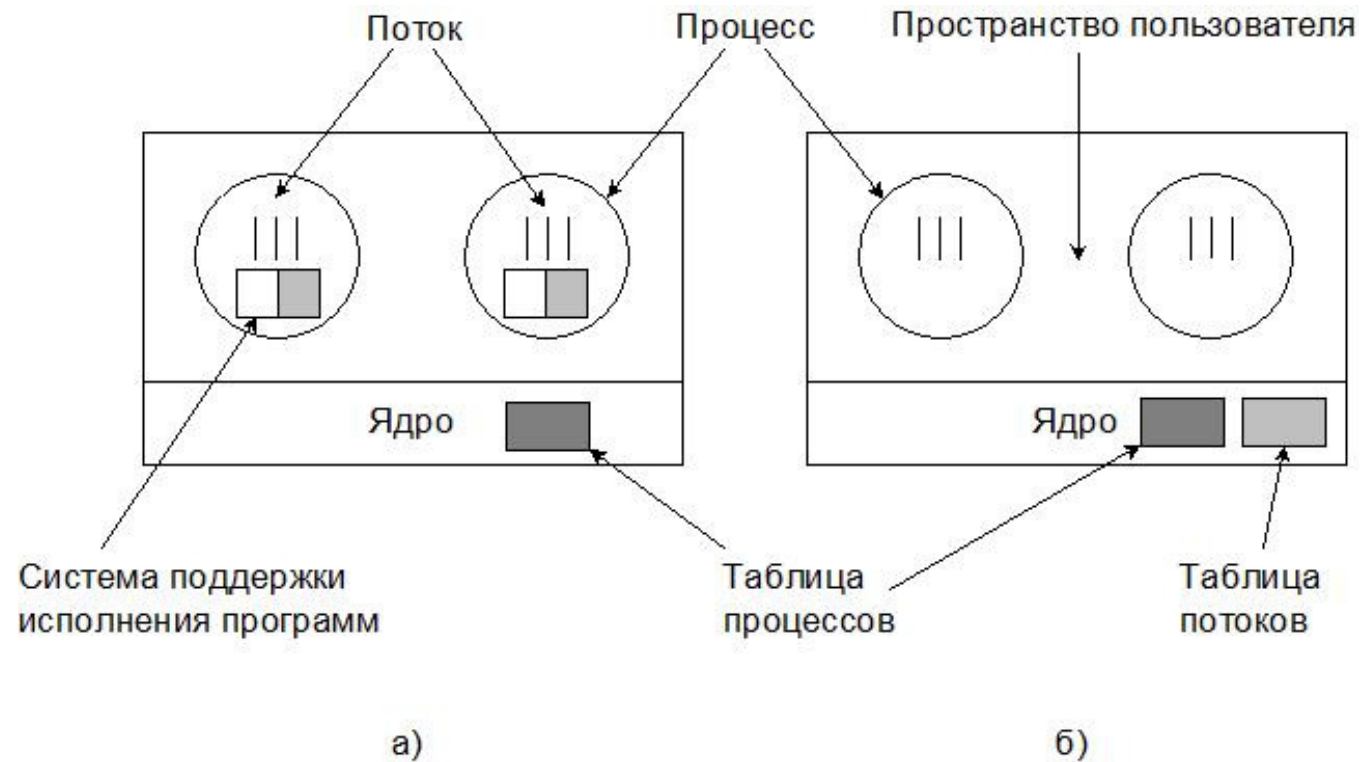 Поток
Процесс
Пространство пользователя
Ядро
Ядро
Система поддержки
исполнения программ
Таблица
процессов
Таблица
потоков
а)
б)